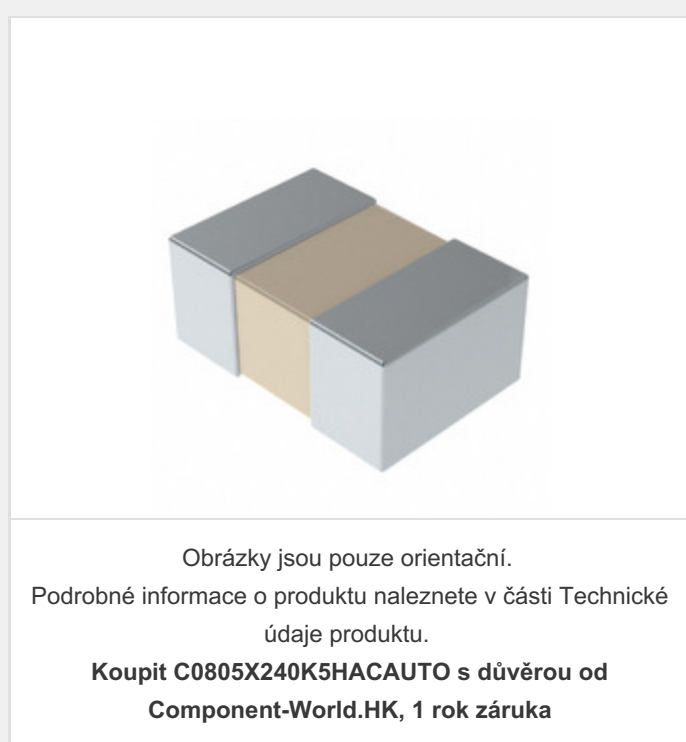 Obrázky jsou pouze orientační.
Podrobné informace o produktu naleznete v části Technické
údaje produktu.
Koupit C0805X240K5HACAUTO s důvěrou od
Component-World.HK, 1 rok záruka